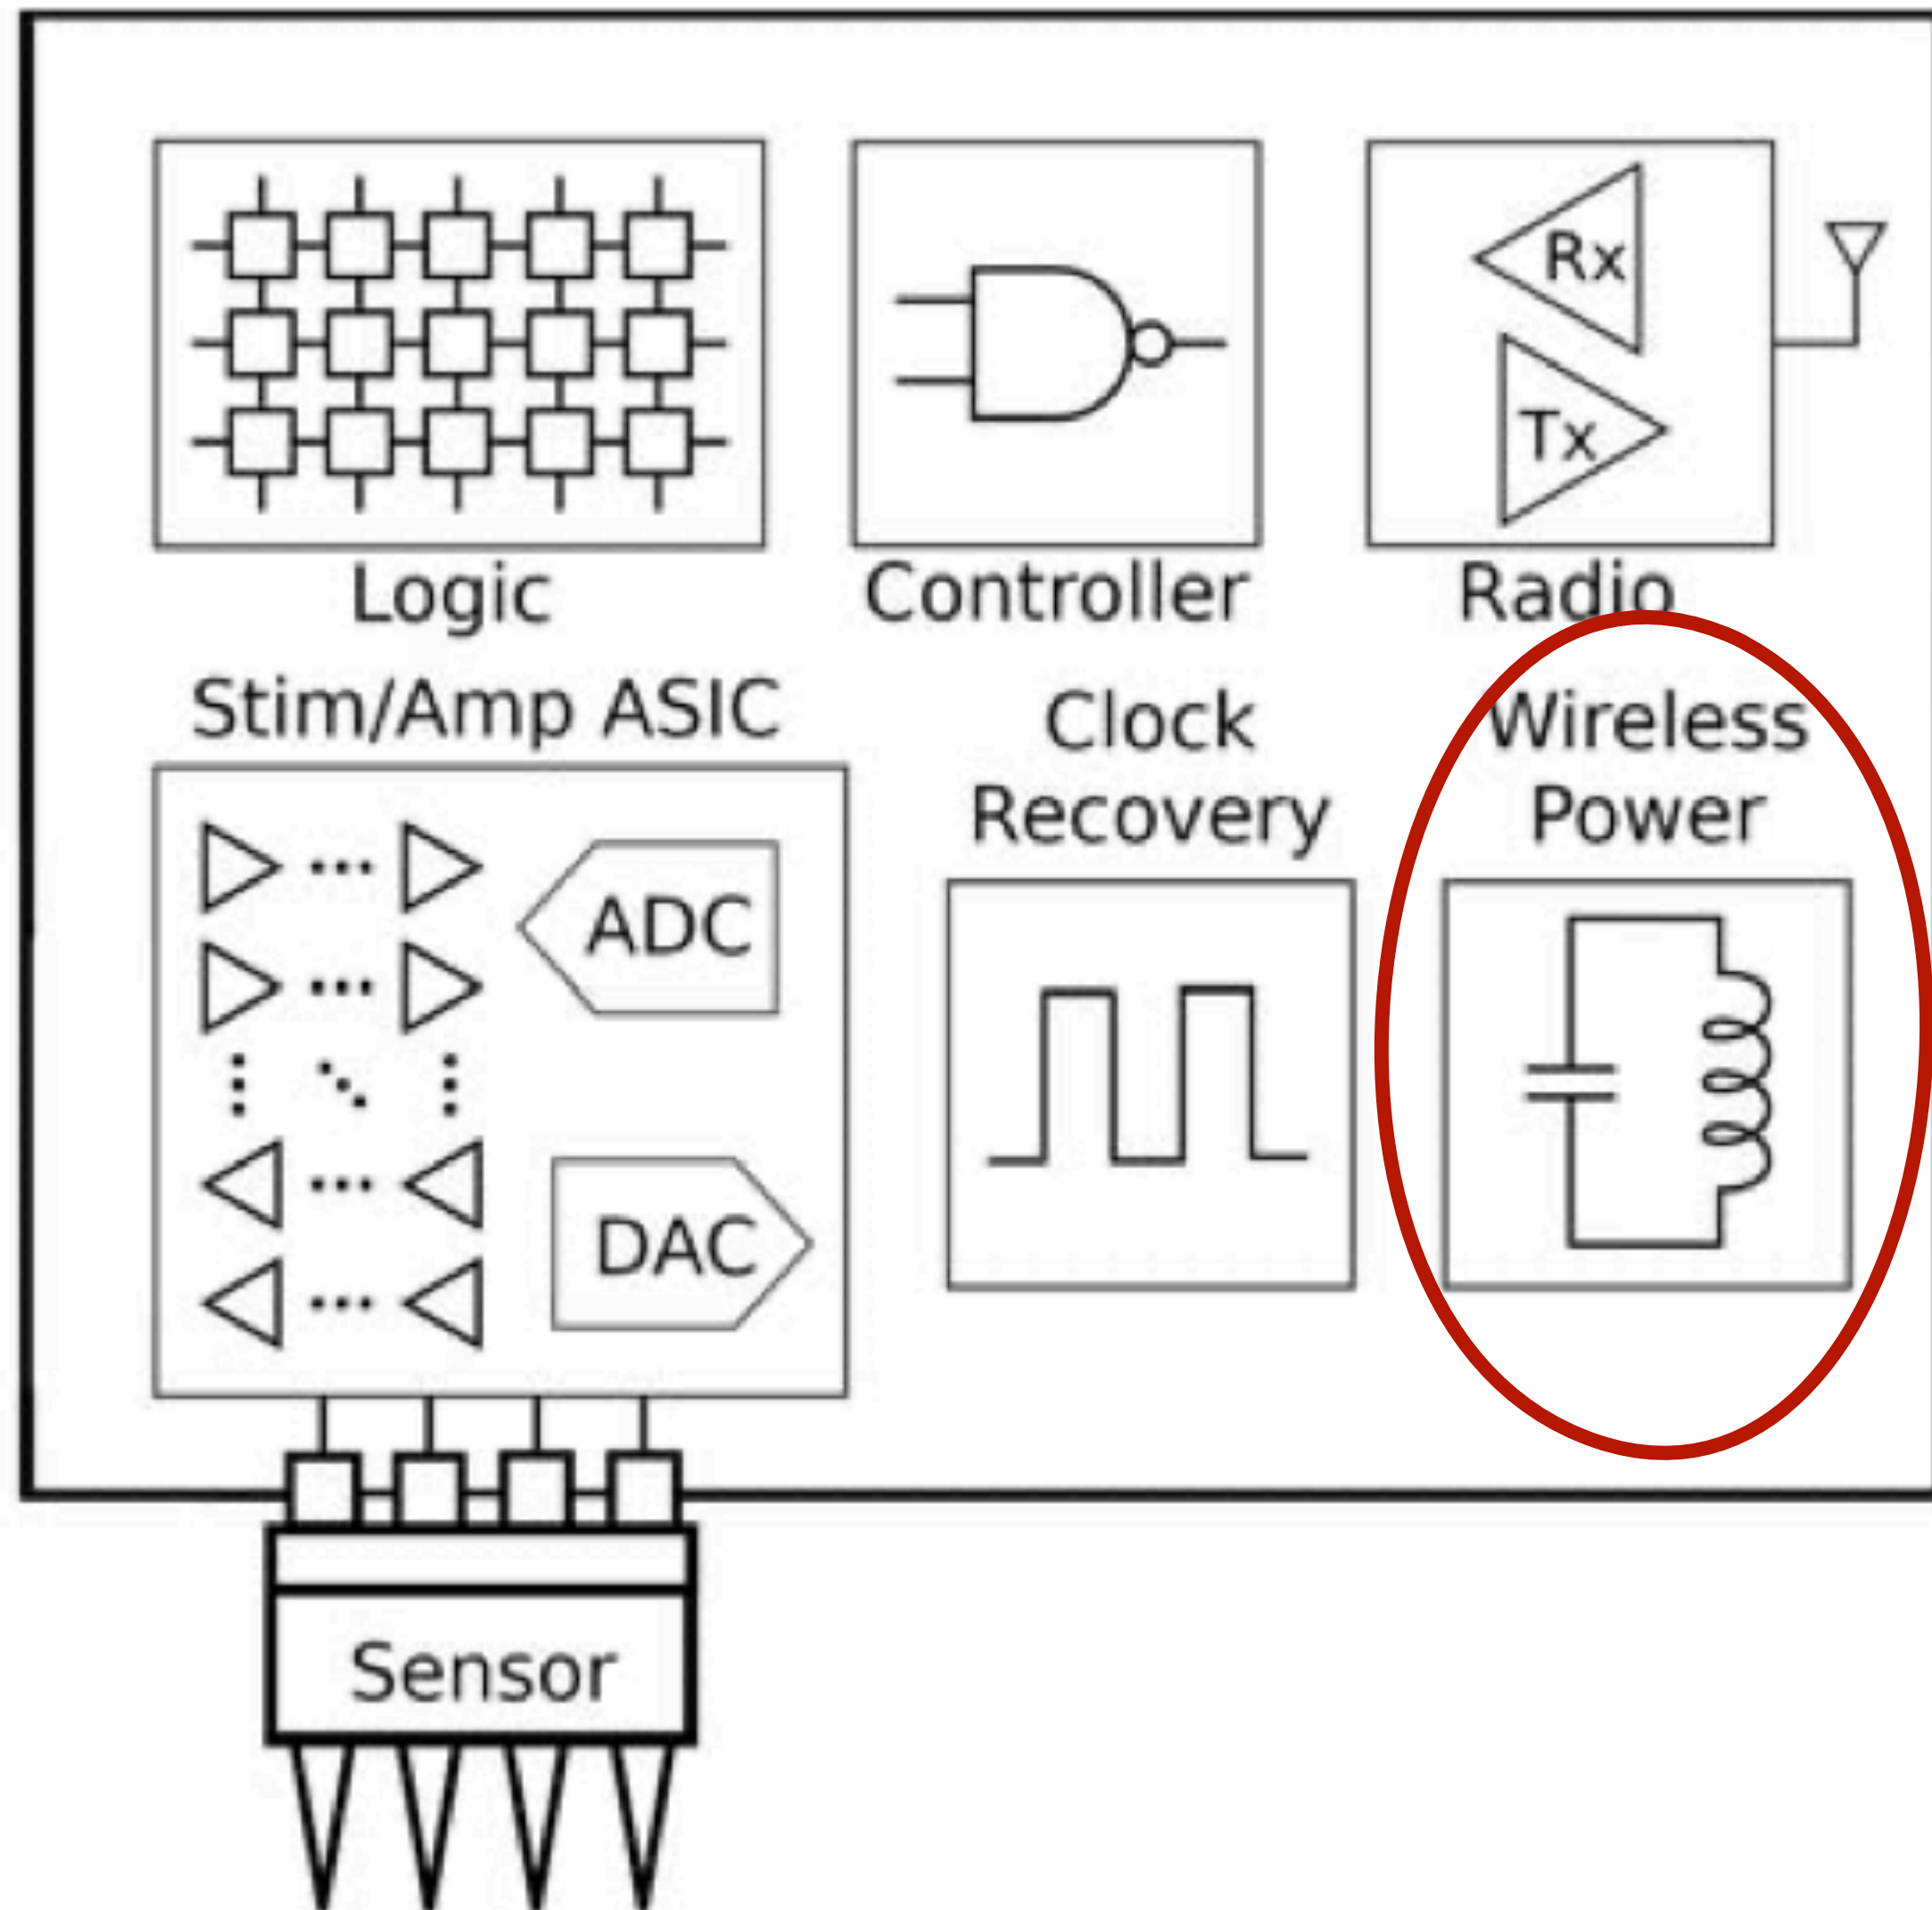 Rx
Tx
Logic
Controller
Radio
Stim/Amp ASIC
Clock
Recovery
Wireless
Power
ADC
DAC
Sensor